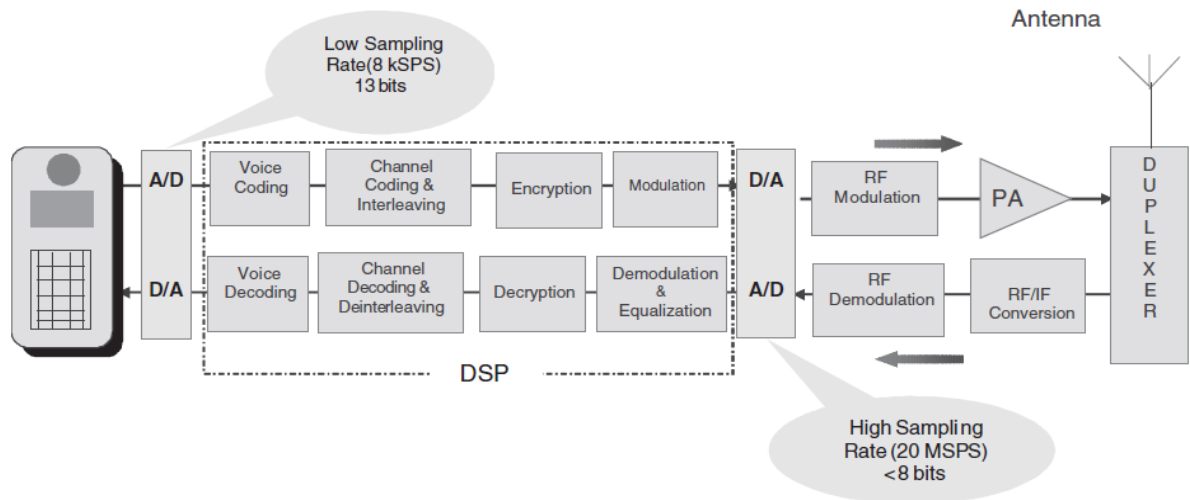 Antenna
Low Sampling
Rate(8 kSPS)
13 bits
A/D
Voice
Coding
Channel
Coding &
Interleaving
Encryption
Modulation
D/A
RF
Modulation
PA
DUPLEXER
D/A
Voice
Decoding
Channel
Decoding &
Deinterleaving
Decryption
Demodulation
&
Equalization
A/D
RF
Demodulation
RF/IF
Conversion
DSP
High Sampling
Rate (20 MSPS)
<8 bits